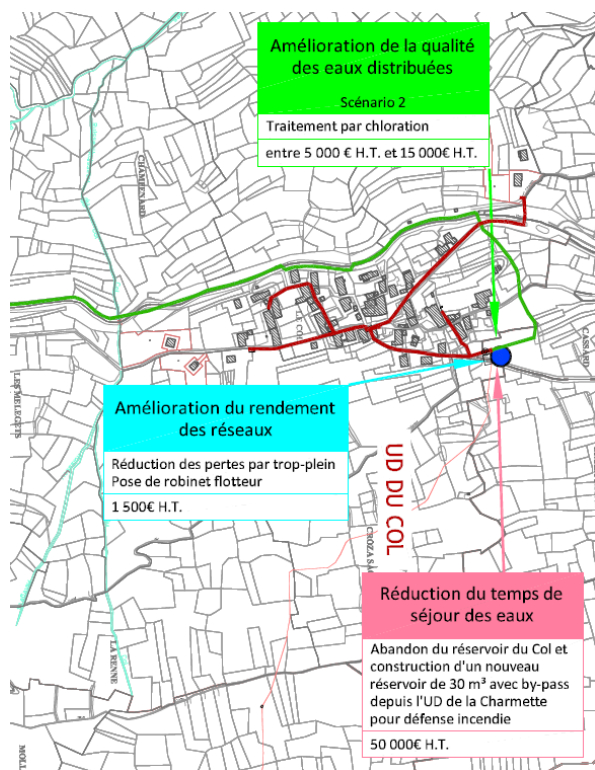 Amélioration de la qualité
des eaux distribuées
Scénario 2
Traitement par chloration
entre 5 000 € H.T. et 15 000€ H.T.
CHAMPESSARD
LE COL
CASSARD
LES MELEGETS
Amélioration du rendement
des réseaux
Réduction des pertes par trop-plein
Pose de robinet flotteur
1 500€ H.T.
UD DU COL
CROZA
Réduction du temps de
séjour des eaux
Abandon du réservoir du Col et
construction d'un nouveau
réservoir de 30 m³ avec by-pass
depuis l'UD de la Charmette
pour défense incendie
50 000€ H.T.
LA RENNE